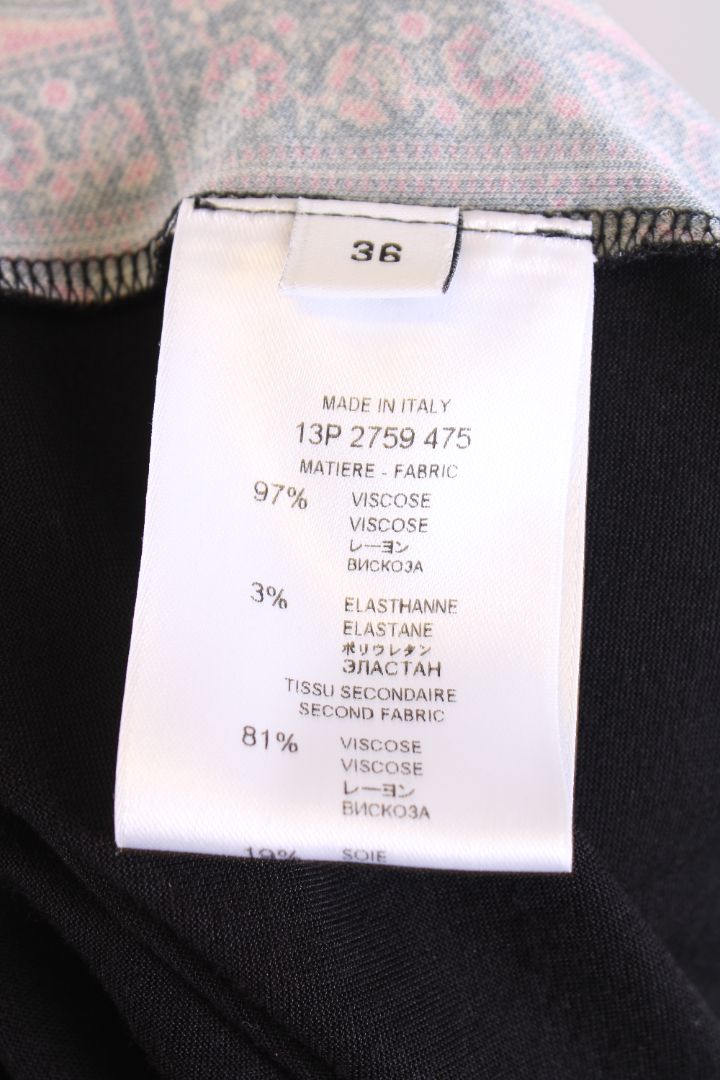 36
MADE IN ITALY
13P 2759 475
MATIERE - FABRIC
97% VISCOSE
VISCOSE
レーヨン
ВИСКОЗА
3% ELASTHANNE
ELASTANE
ポリウレタン
ЭЛАСТАН
TISSU SECONDAIRE
SECOND FABRIC
81% VISCOSE
VISCOSE
レーヨン
ВИСКОЗА
19% SOIE